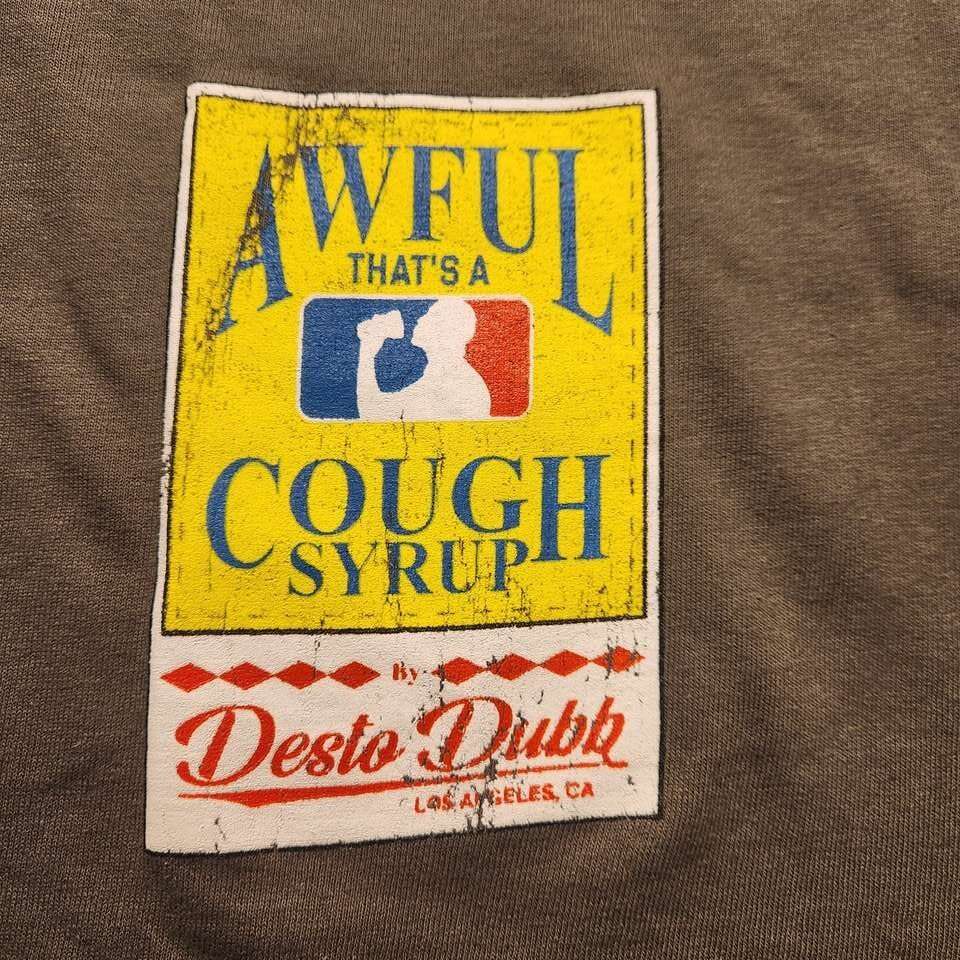 AWFUL
THAT'S A
COUGH
SYRUP
By
Desto Dubb
LOS ANGELES, CA